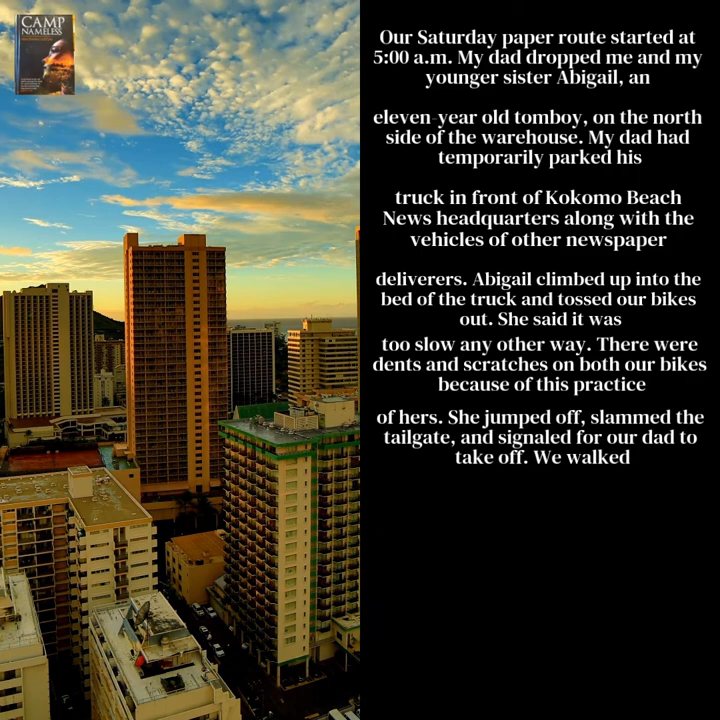 CAMP
NAMELESS
Our Saturday paper route started at
5:00 a.m. My dad dropped me and my
younger sister Abigail, an
eleven-year old tomboy, on the north
side of the warehouse. My dad had
temporarily parked his
truck in front of Kokomo Beach
News headquarters along with the
vehicles of other newspaper
deliverers. Abigail climbed up into the
bed of the truck and tossed our bikes
out. She said it was
too slow any other way. There were
dents and scratches on both our bikes
because of this practice
of hers. She jumped off, slammed the
tailgate, and signaled for our dad to
take off. We walked